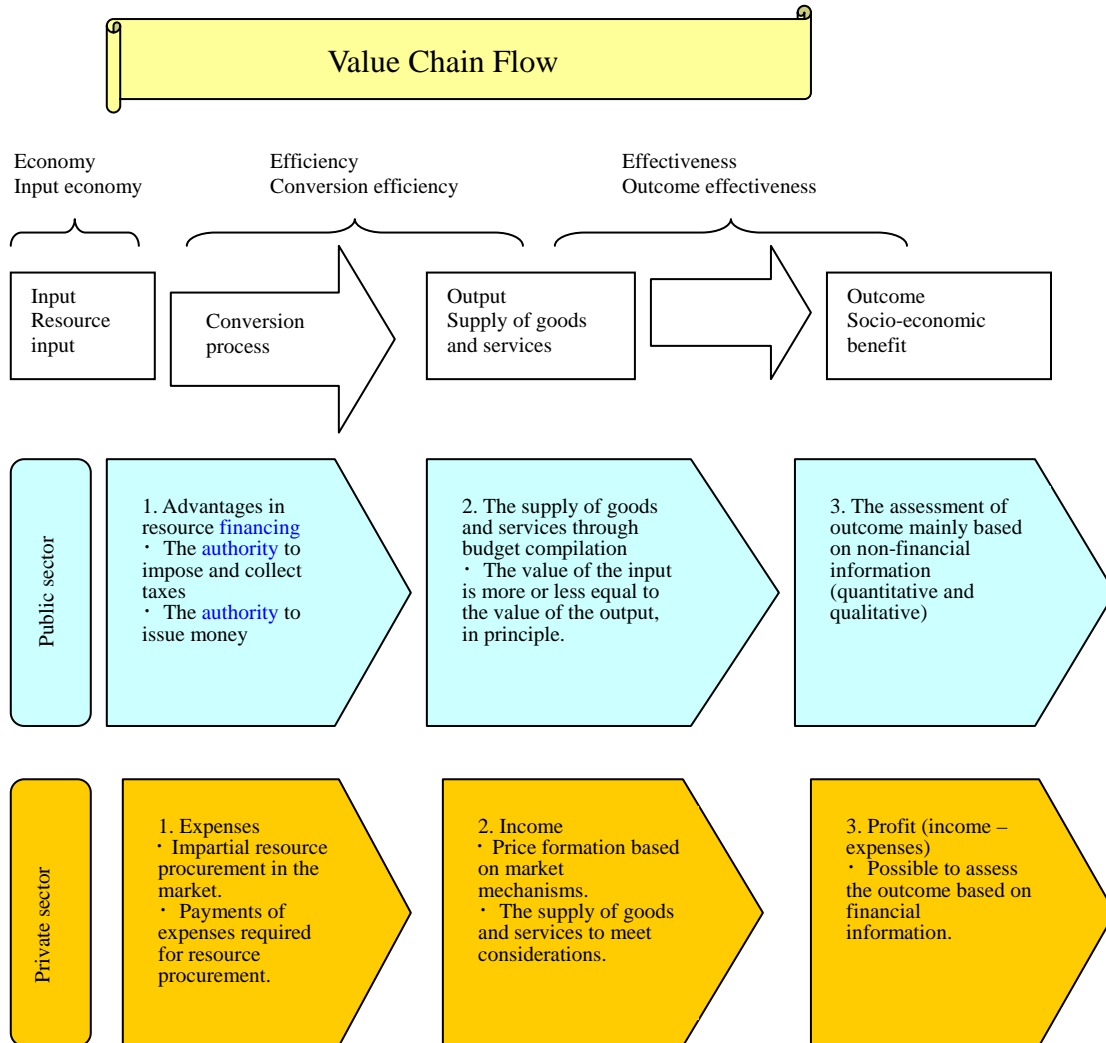 Value Chain Flow
Economy
Input economy
Efficiency
Conversion efficiency
Effectiveness
Outcome effectiveness
Input
Resource
input
Conversion
process
Output
Supply of goods
and services
Outcome
Socio-economic
benefit
Public sector
1. Advantages in
resource financing
・ The authority to
impose and collect
taxes
・ The authority to
issue money
2. The supply of goods
and services through
budget compilation
・ The value of the input
is more or less equal to
the value of the output,
in principle.
3. The assessment of
outcome mainly based
on non-financial
information
(quantitative and
qualitative)
Private sector
1. Expenses
・ Impartial resource
procurement in the
market.
・ Payments of
expenses required
for resource
procurement.
2. Income
・ Price formation based
on market
mechanisms.
・ The supply of goods
and services to meet
considerations.
3. Profit (income –
expenses)
・ Possible to assess
the outcome based on
financial
information.